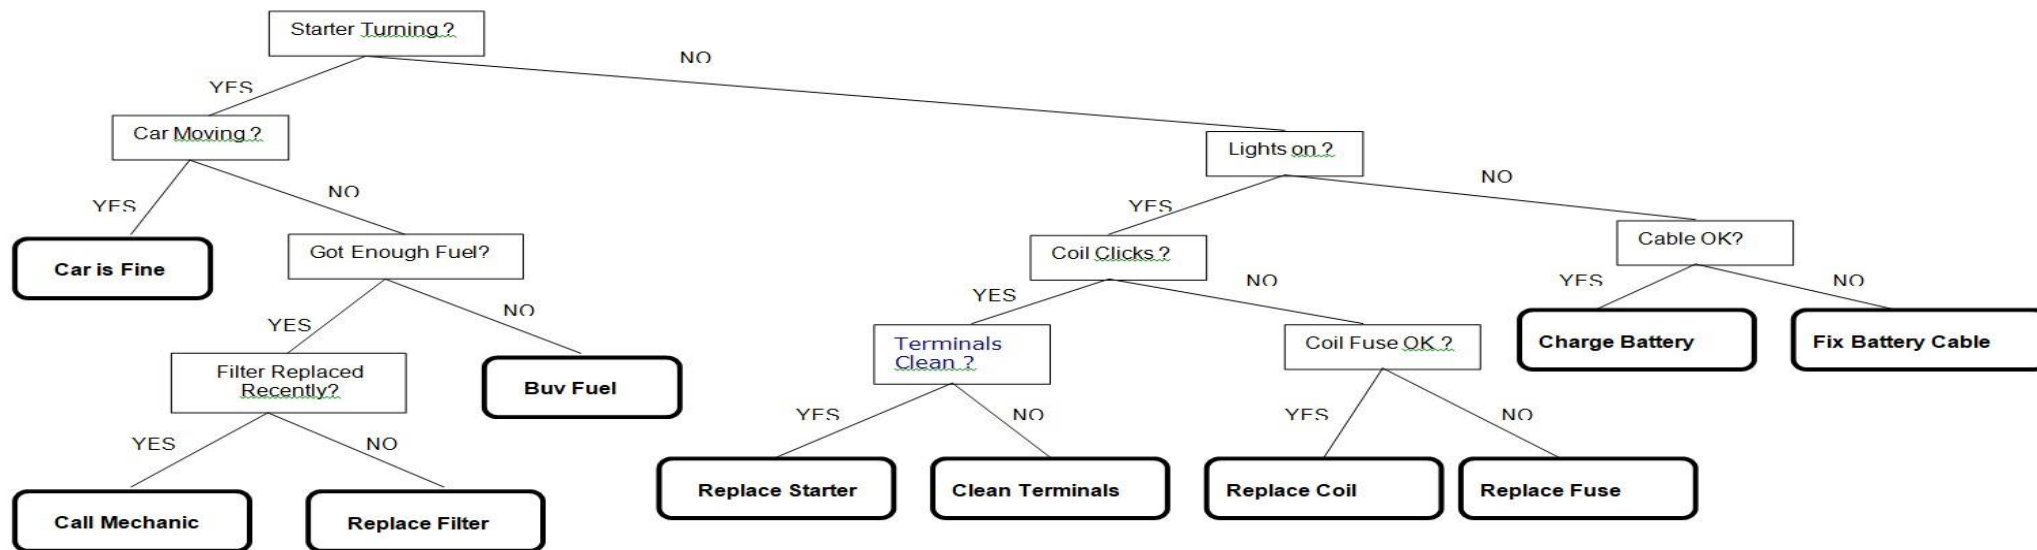 Starter Turning ?
NO
YES
Car Moving ?
Lights on ?
NO
YES
NO
YES
Car is Fine
Got Enough Fuel?
Coil Clicks ?
Cable OK?
YES
NO
YES
NO
YES
NO
Filter Replaced
Recently?
Buv Fuel
Terminals
Clean ?
Coil Fuse OK ?
Charge Battery
Fix Battery Cable
YES
NO
YES
NO
YES
NO
Call Mechanic
Replace Filter
Replace Starter
Clean Terminals
Replace Coil
Replace Fuse